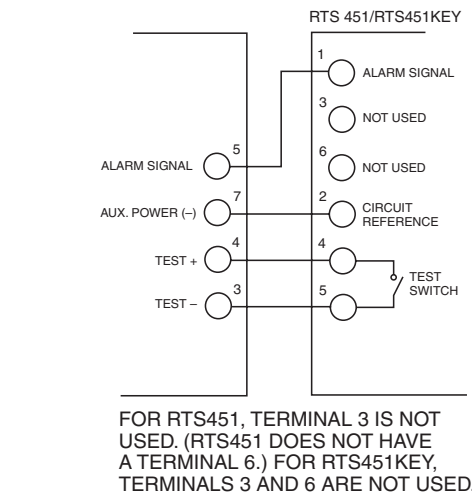 RTS 451/RTS451KEY
1
ALARM SIGNAL
3
NOT USED
6
NOT USED
5
ALARM SIGNAL
7
AUX. POWER (–)
2
CIRCUIT
REFERENCE
4
TEST +
4
TEST
SWITCH
3
TEST –
5
FOR RTS451, TERMINAL 3 IS NOT
USED. (RTS451 DOES NOT HAVE
A TERMINAL 6.) FOR RTS451KEY,
TERMINALS 3 AND 6 ARE NOT USED.